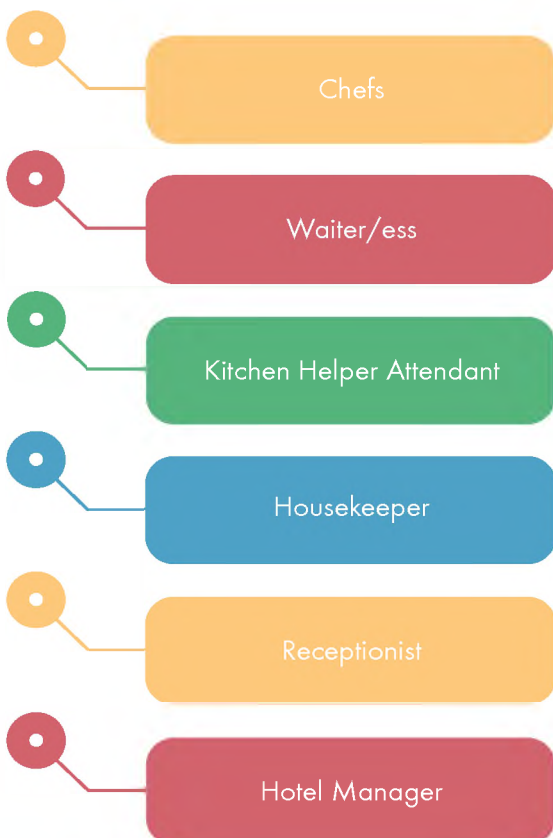 Chefs
Waiter/ess
Kitchen Helper Attendant
Housekeeper
Receptionist
Hotel Manager